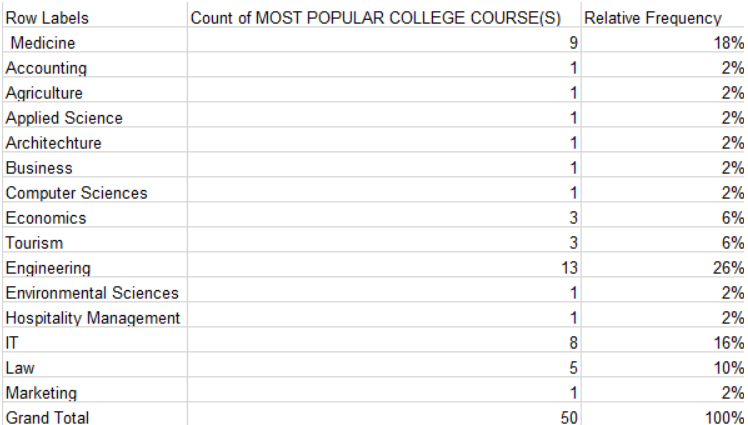 Row Labels Count of MOST POPULAR COLLEGE COURSE(S) Relative Frequency
Medicine 9 18%
Accounting 1 2%
Agriculture 1 2%
Applied Science 1 2%
Architechture 1 2%
Business 1 2%
Computer Sciences 1 2%
Economics 3 6%
Tourism 3 6%
Engineering 13 26%
Environmental Sciences 1 2%
Hospitality Management 1 2%
IT 8 16%
Law 5 10%
Marketing 1 2%
Grand Total 50 100%